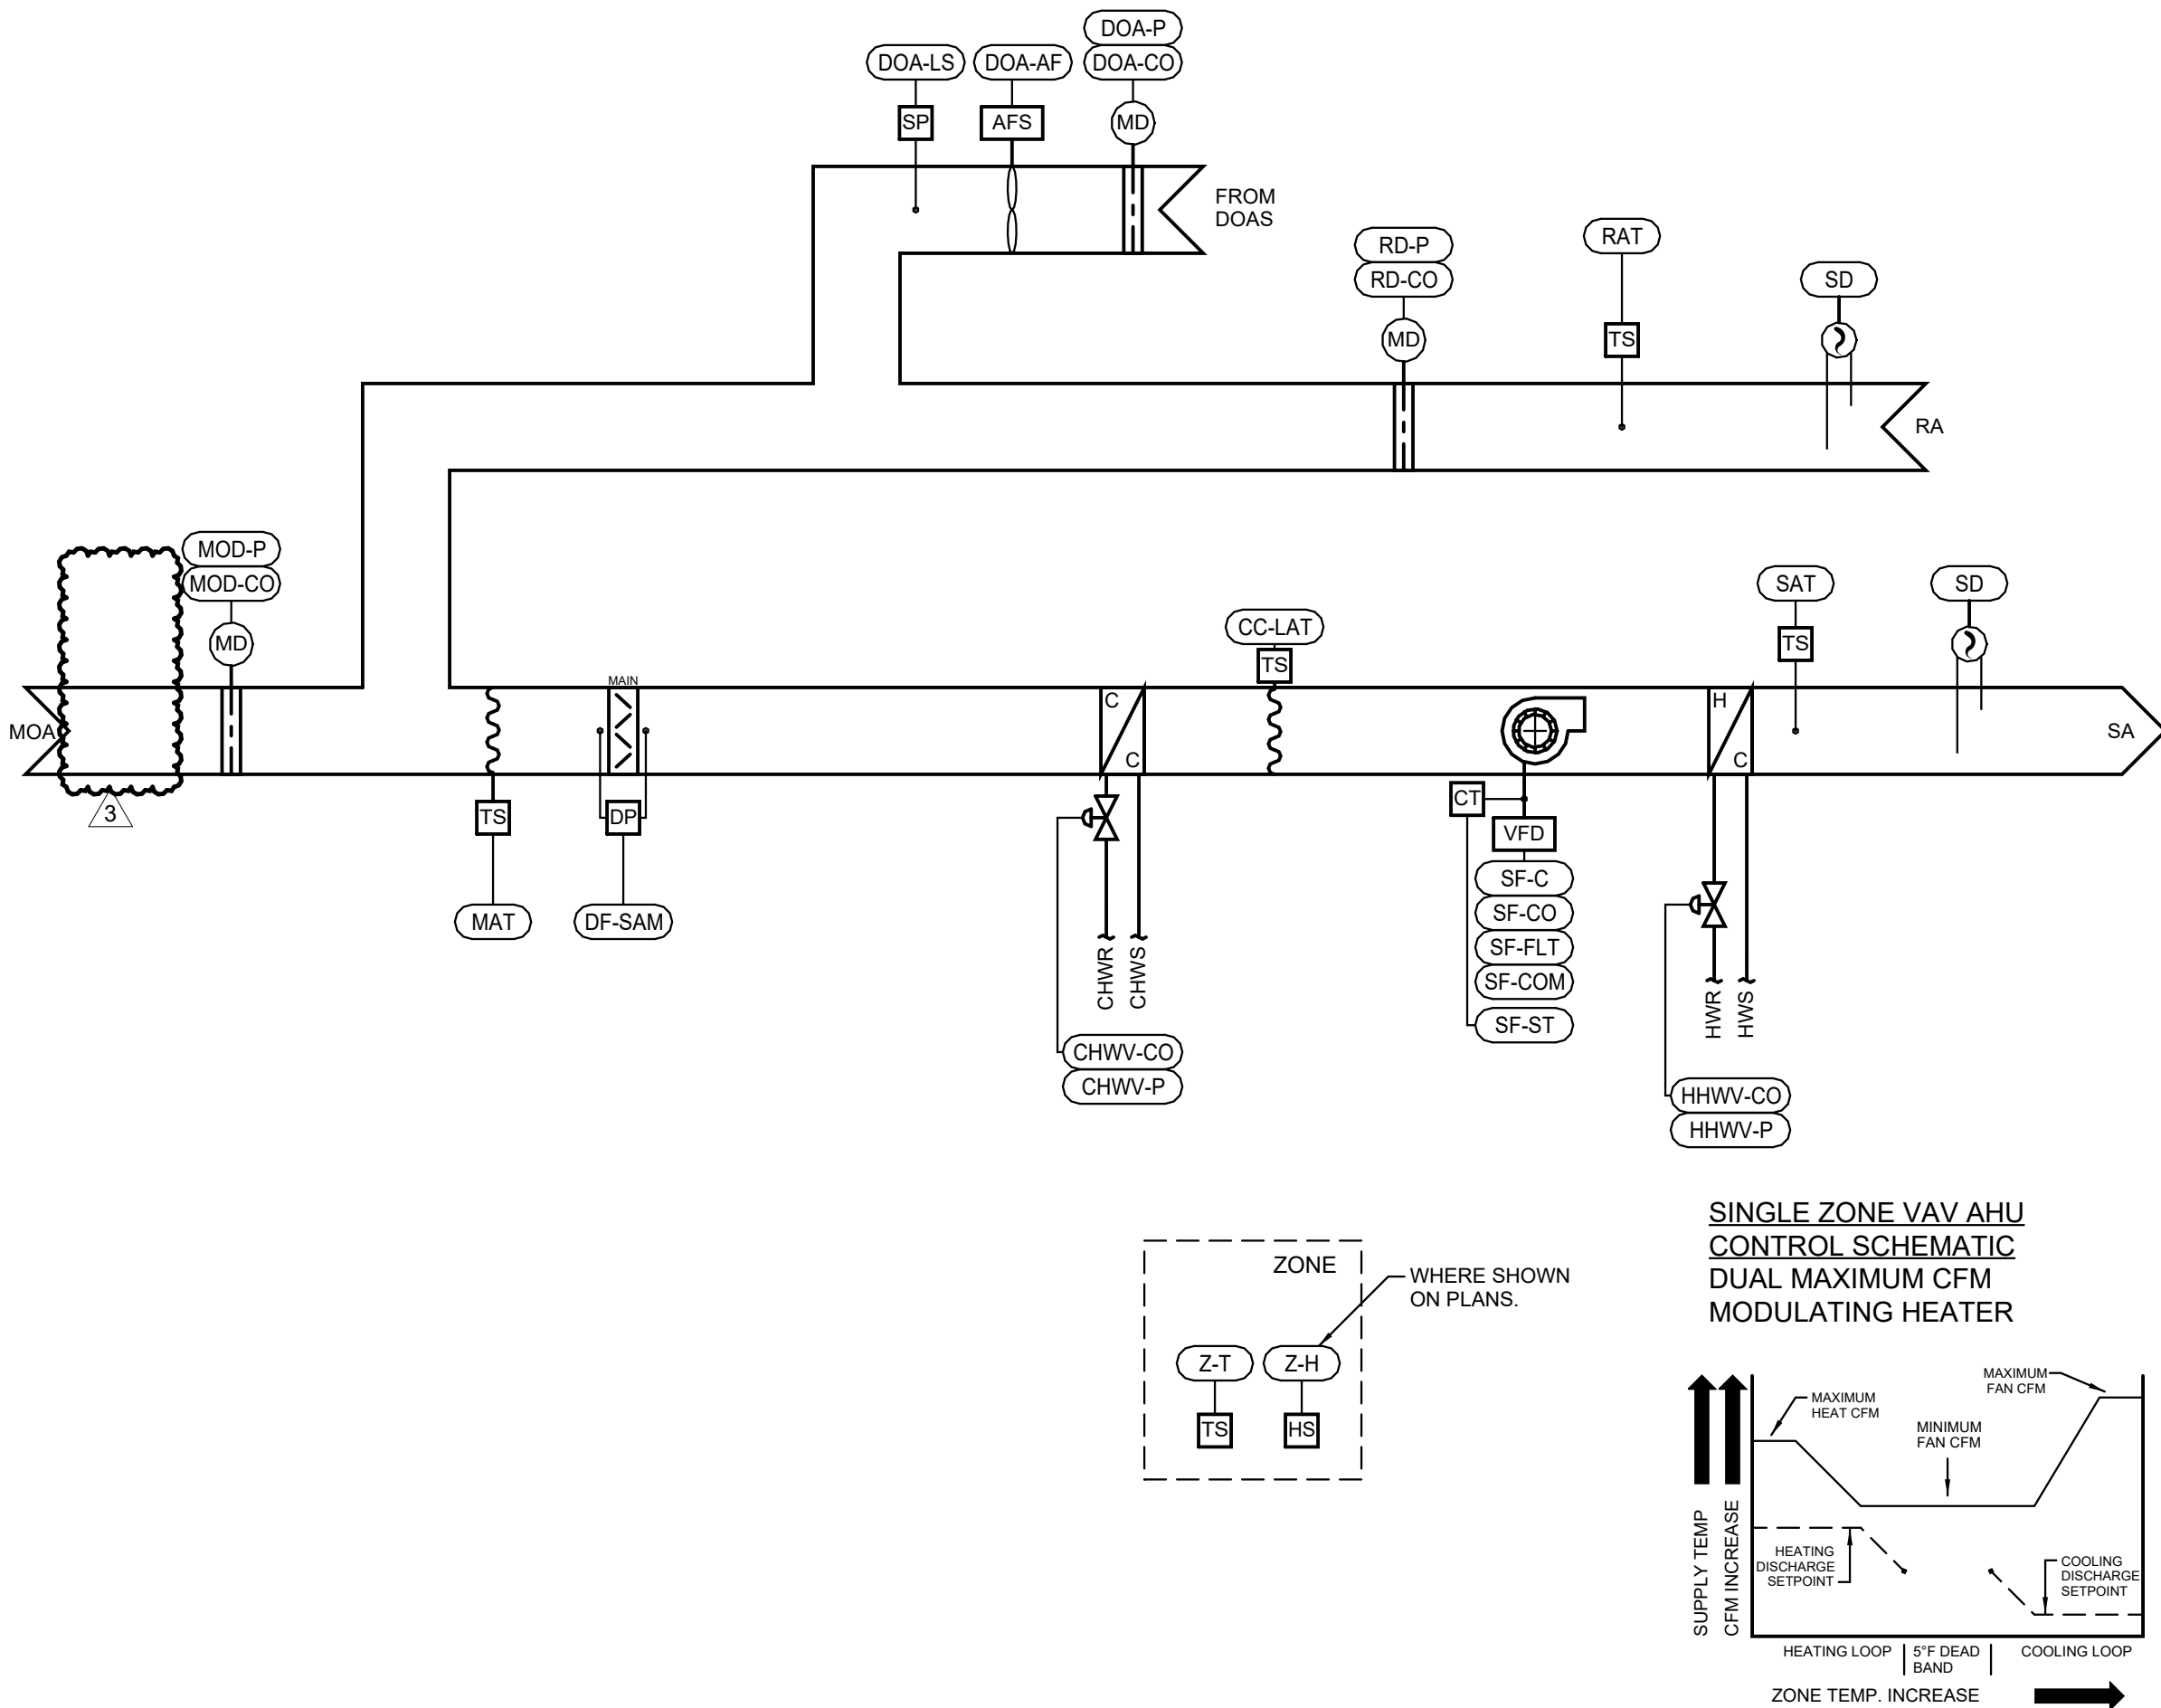 DOA-P
DOA-LS
DOA-AF
DOA-CO
SP
AFS
MD
FROM
DOAS
RD-P
RD-CO
MD
RAT
TS
SD
RA
MOD-P
MOD-CO
MD
MOA
3
TS
MAT
MAIN
DP
DF-SAM
C
C
CHWR
CHWS
CHWV-CO
CHWV-P
CC-LAT
TS
CT
VFD
SF-C
SF-CO
SF-FLT
SF-COM
SF-ST
H
C
HWR
HWS
HHWV-CO
HHWV-P
SAT
TS
SD
SA
ZONE
WHERE SHOWN
ON PLANS.
Z-T
Z-H
TS
HS
SINGLE ZONE VAV AHU
CONTROL SCHEMATIC
DUAL MAXIMUM CFM
MODULATING HEATER
SUPPLY TEMP
CFM INCREASE
MAXIMUM
HEAT CFM
MINIMUM
FAN CFM
MAXIMUM
FAN CFM
HEATING
DISCHARGE
SETPOINT
COOLING
DISCHARGE
SETPOINT
HEATING LOOP
5°F DEAD
BAND
COOLING LOOP
ZONE TEMP. INCREASE